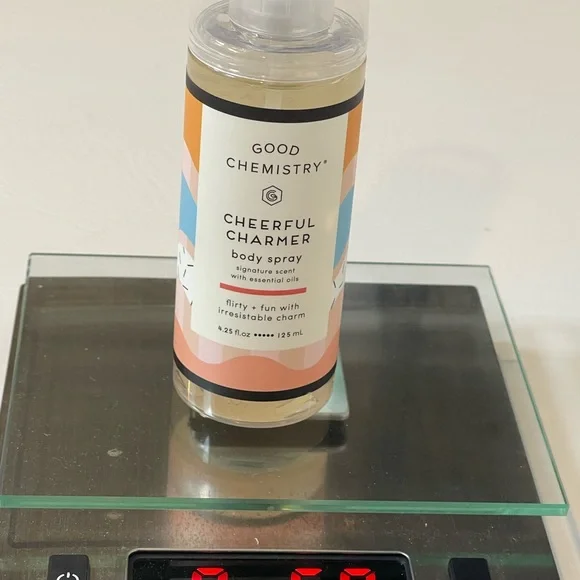 GOOD
CHEMISTRY®
CHEERFUL
CHARMER
body spray
signature scent
with essential oils
flirty + fun with
irresistable charm
4.25 fl.oz ••••• 125 mL